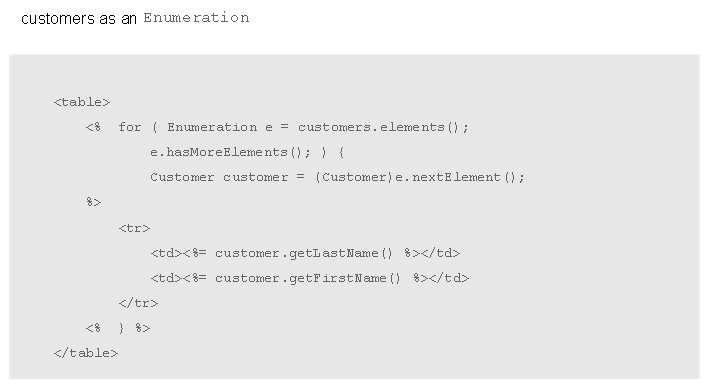 customers as an Enumeration
<table>
<% for ( Enumeration e = customers.elements();
e.hasMoreElements(); ) {
Customer customer = (Customer)e.nextElement();
%>
<tr>
<td><%= customer.getLastName() %></td>
<td><%= customer.getFirstName() %></td>
</tr>
<% } %>
</table>